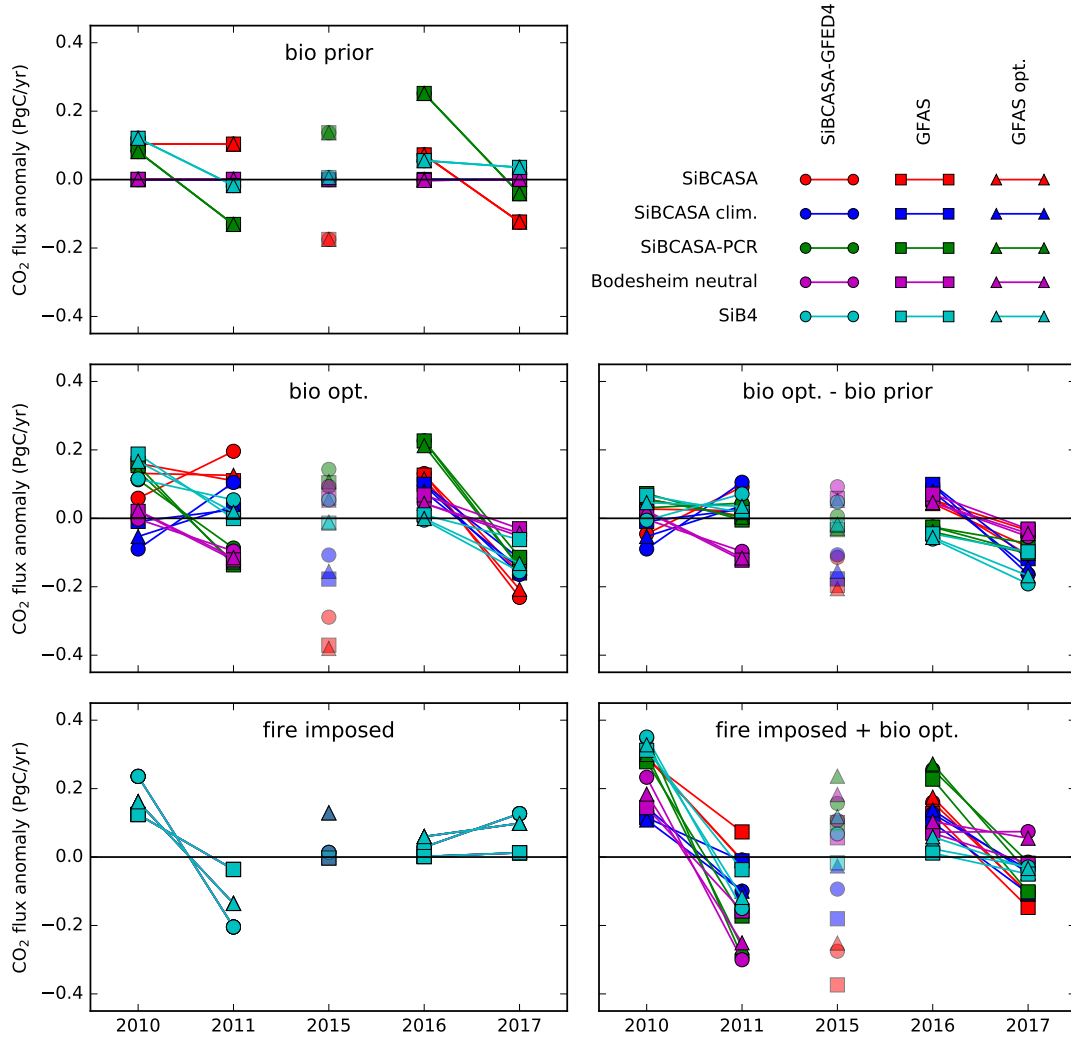 bio prior
CO₂ flux anomaly (PgC/yr)
0.4
0.2
0.0
−0.2
−0.4
SiBCASA-GFED4
GFAS
GFAS opt.
SiBCASA
SiBCASA clim.
SiBCASA-PCR
Bodesheim neutral
SiB4
bio opt.
CO₂ flux anomaly (PgC/yr)
0.4
0.2
0.0
−0.2
−0.4
bio opt. - bio prior
fire imposed
CO₂ flux anomaly (PgC/yr)
0.4
0.2
0.0
−0.2
−0.4
2010 2011 2015 2016 2017
fire imposed + bio opt.
2010 2011 2015 2016 2017